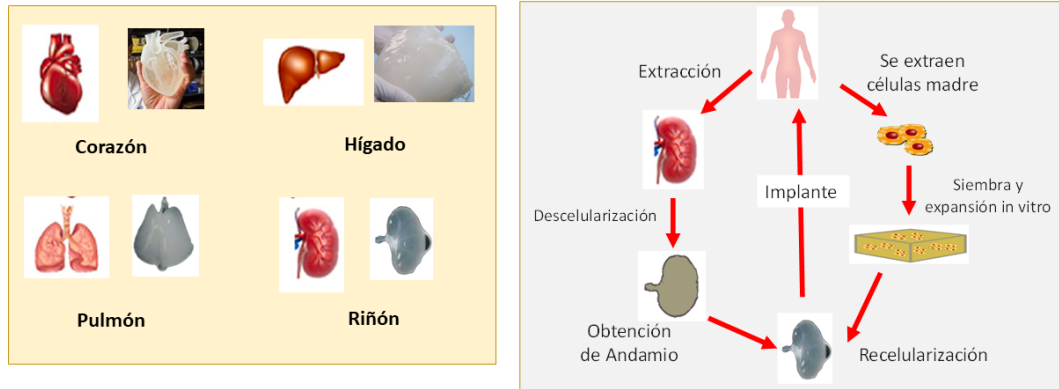 Corazón
Hígado
Pulmón
Riñón
Extracción
Se extraen
células madre
Descelularización
Implante
Siembra y
expansión in vitro
Obtención
de Andamio
Recelularización